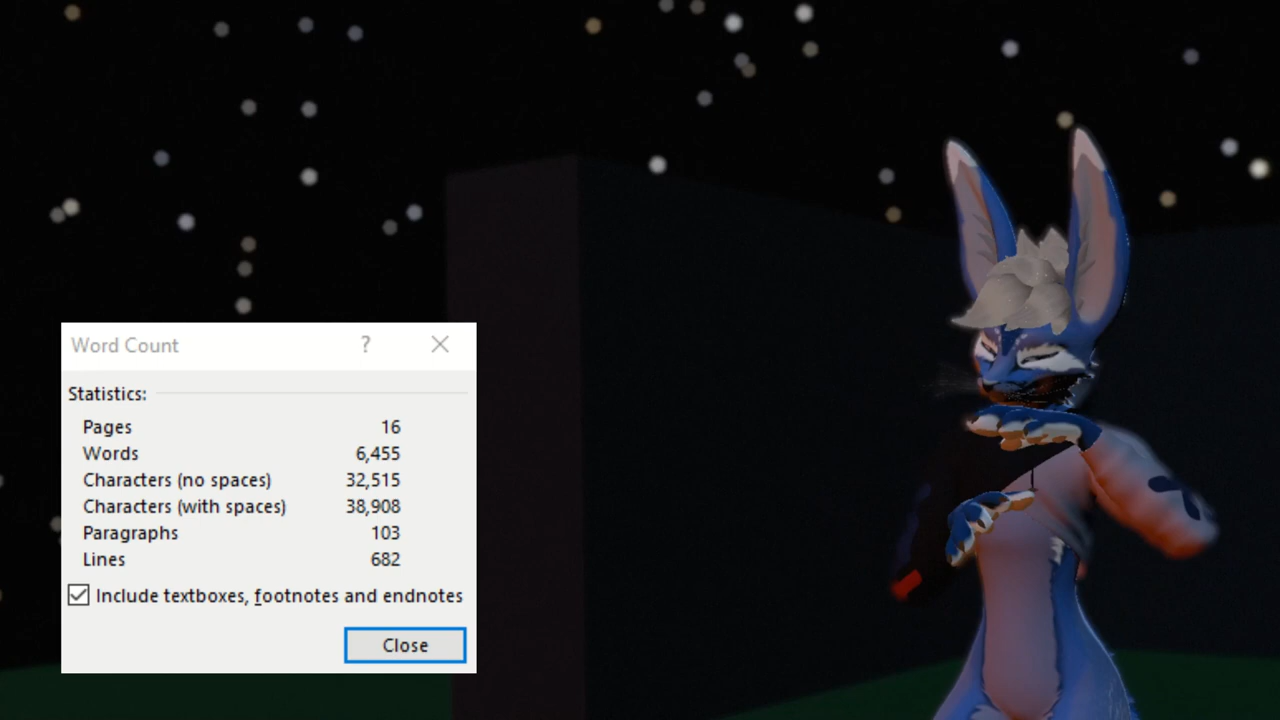 Word Count ?
Statistics:
Pages 16
Words 6,455
Characters (no spaces) 32,515
Characters (with spaces) 38,908
Paragraphs 103
Lines 682
Include textboxes, footnotes and endnotes
Close